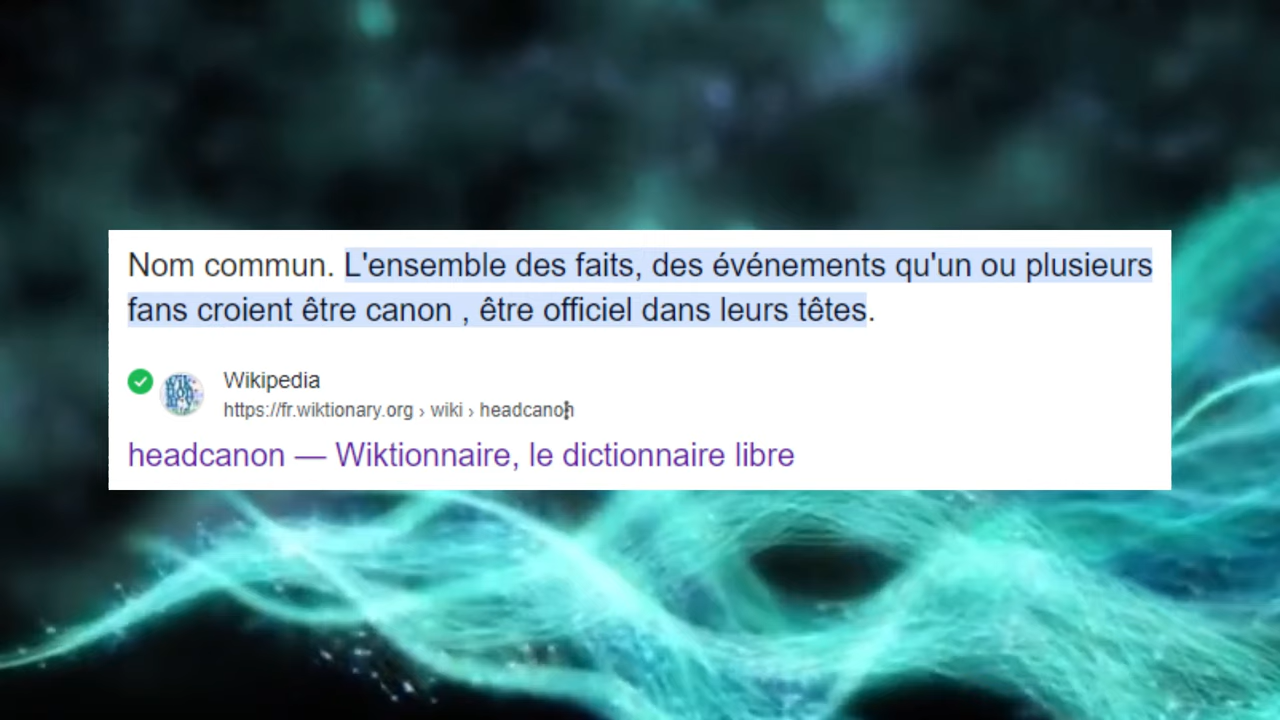 Nom commun. L'ensemble des faits, des événements qu'un ou plusieurs
fans croient être canon , être officiel dans leurs têtes.
Wikipedia
https://fr.wiktionary.org › wiki › headcanon
headcanon — Wiktionnaire, le dictionnaire libre